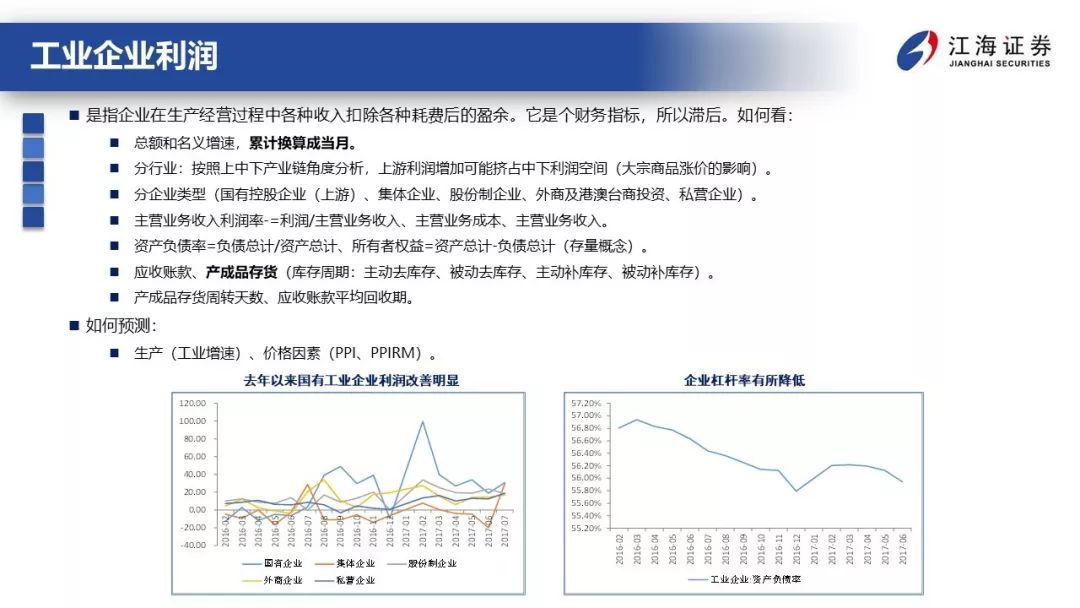 工业企业利润
江海证券
JIANGHAI SECURITIES
是指企业在生产经营过程中各种收入扣除各种耗费后的盈余。它是个财务指标，所以滞后。如何看：
总额和名义增速，累计换算成当月。
分行业：按照上中下产业链角度分析，上游利润增加可能挤占中下利润空间（大宗商品涨价的影响）。
分企业类型（国有控股企业（上游）、集体企业、股份制企业、外商及港澳台商投资、私营企业）。
主营业务收入利润率-=利润/主营业务收入、主营业务成本、主营业务收入。
资产负债率=负债总计/资产总计、所有者权益=资产总计-负债总计（存量概念）。
应收账款、产成品存货（库存周期：主动去库存、被动去库存、主动补库存、被动补库存）。
产成品存货周转天数、应收账款平均回收期。
如何预测：
生产（工业增速）、价格因素（PPI、PPIRM）。
去年以来国有工业企业利润改善明显
120.00
100.00
80.00
60.00
40.00
20.00
0.00
-20.00
-40.00
2016-03
2016-04
2016-05
2016-06
2016-07
2016-08
2016-09
2016-10
2016-11
2016-12
2017-02
2017-03
2017-04
2017-05
2017-06
2017-07
国有企业
集体企业
股份制企业
外商企业
私营企业
企业杠杆率有所降低
57.20%
57.00%
56.80%
56.60%
56.40%
56.20%
56.00%
55.80%
55.60%
55.40%
55.20%
2016-02
2016-03
2016-04
2016-05
2016-06
2016-07
2016-08
2016-09
2016-10
2016-11
2016-12
2017-01
2017-02
2017-03
2017-04
2017-05
2017-06
工业企业:资产负债率